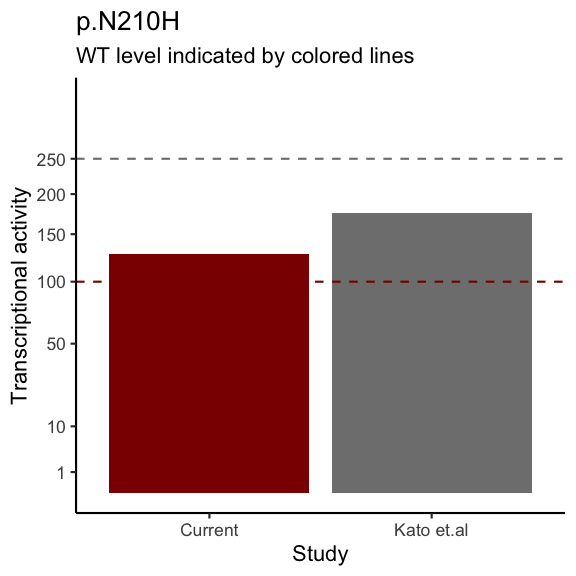 p.N210H
WT level indicated by colored lines
Transcriptional activity
250
200
150
100
50
10
1
Current
Kato et.al
Study